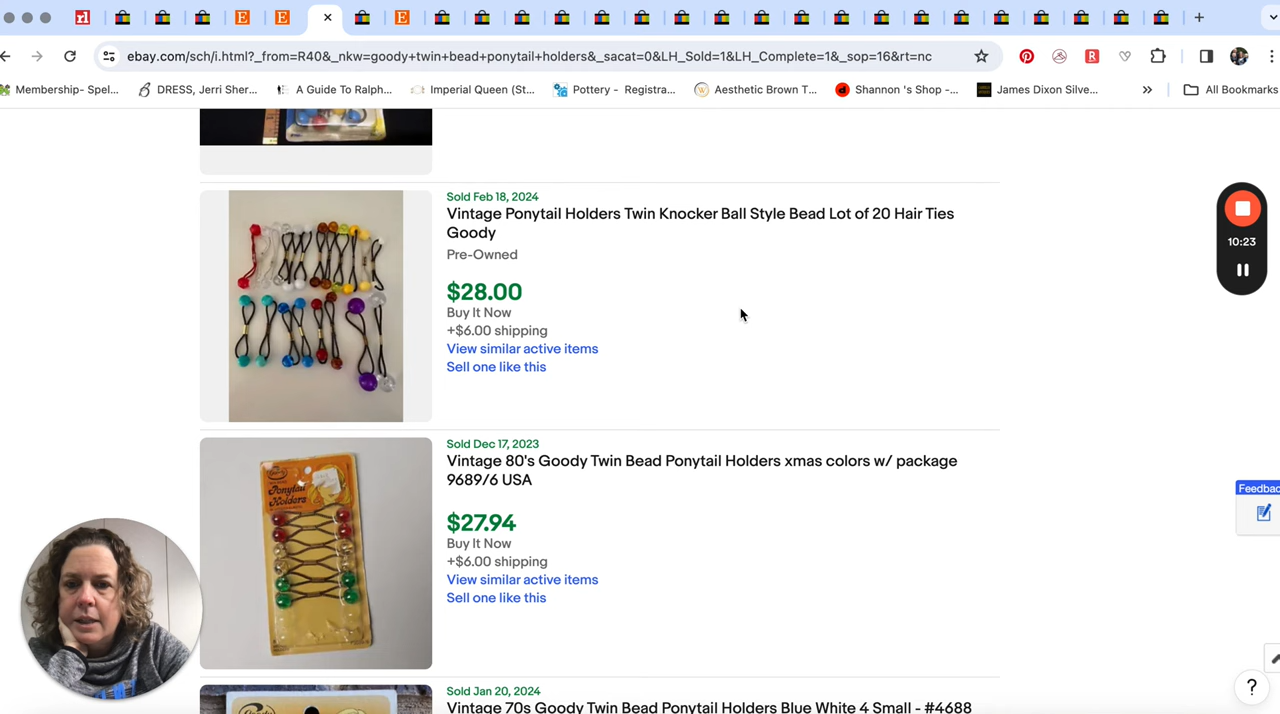 ebay.com/sch/i.html?_from=R40&_nkw=goody+twin+bead+ponytail+holders&_sacat=0&LH_Sold=1&LH_Complete=1&_sop=16&rt=nc
Membership- Spel...
DRESS, Jerri Sher...
A Guide To Ralph...
Imperial Queen (St...
Pottery - Registra...
Aesthetic Brown T...
Shannon 's Shop -...
James Dixon Silve...
»
All Bookmarks
Sold Feb 18, 2024
Vintage Ponytail Holders Twin Knocker Ball Style Bead Lot of 20 Hair Ties
Goody
Pre-Owned
$28.00
Buy It Now
+$6.00 shipping
View similar active items
Sell one like this
10:23
Sold Dec 17, 2023
Vintage 80's Goody Twin Bead Ponytail Holders xmas colors w/ package
9689/6 USA
$27.94
Buy It Now
+$6.00 shipping
View similar active items
Sell one like this
Ponytail
Holders
Feedbac
?
Sold Jan 20, 2024
Vintage 70s Goody Twin Bead Ponytail Holders Blue White 4 Small - #4688